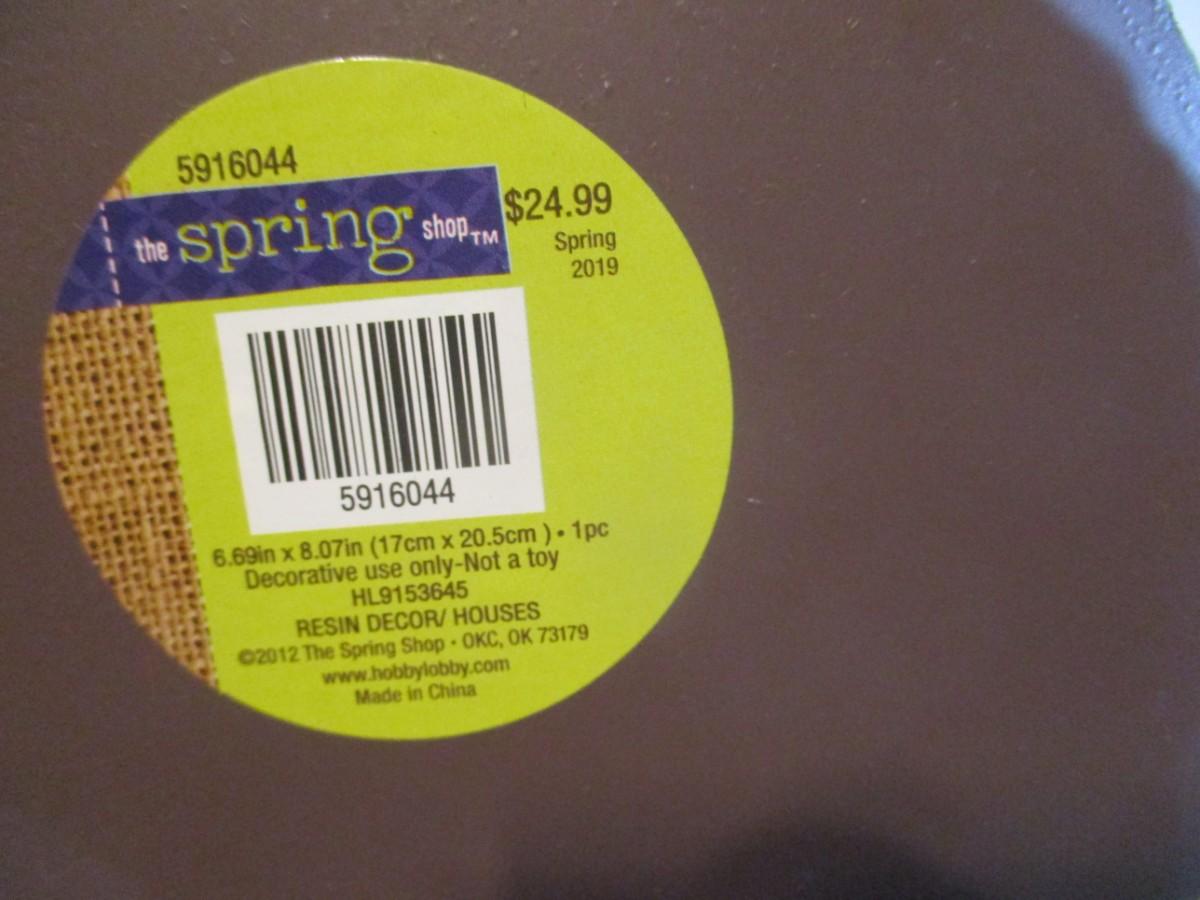 5916044
the spring shop™
$24.99
Spring
2019
5916044
6.69in x 8.07in (17cm x 20.5cm ) • 1pc
Decorative use only-Not a toy
HL9153645
RESIN DECOR/ HOUSES
©2012 The Spring Shop • OKC, OK 73179
www.hobbylobby.com
Made in China